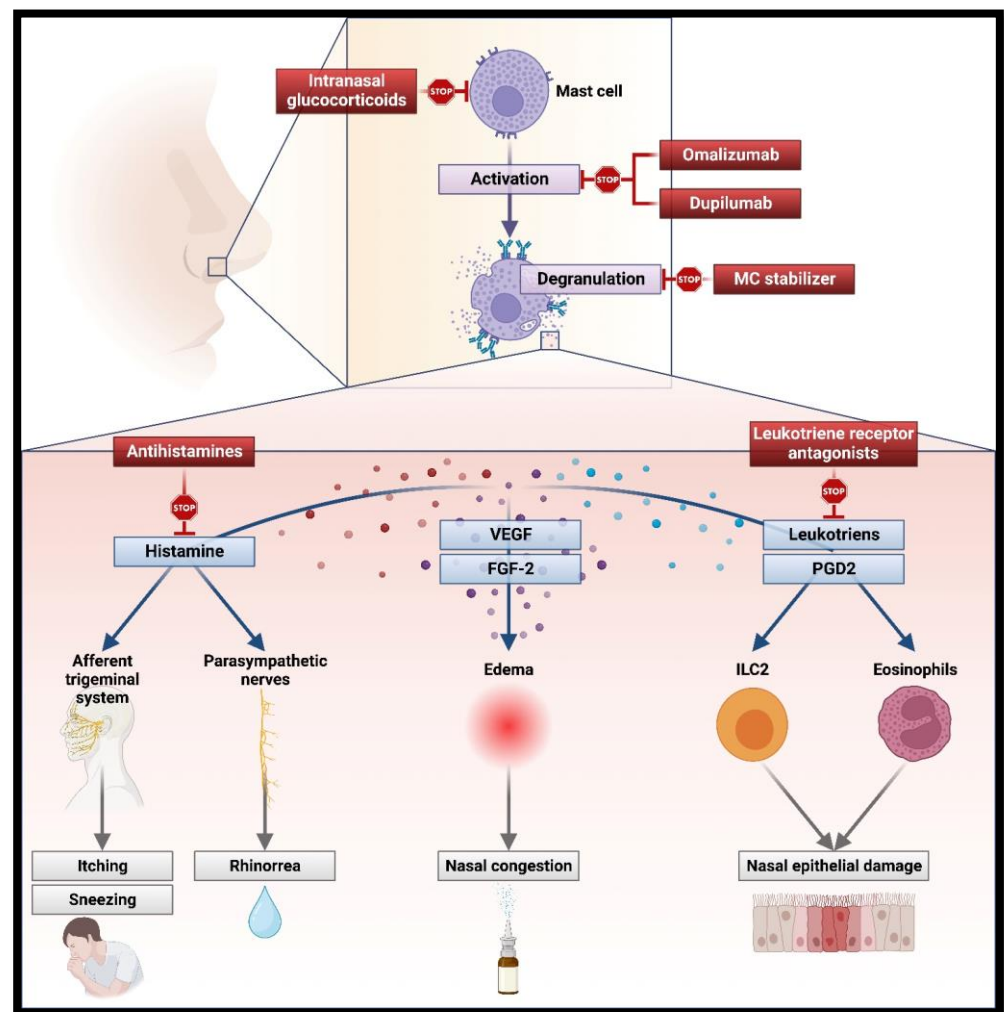 Intranasal
glucocorticoids
STOP
Mast cell
Omalizumab
Activation
STOP
Dupilumab
Degranulation
STOP
MC stabilizer
Antihistamines
Leukotriene receptor
antagonists
STOP
STOP
Histamine
VEGF
FGF-2
Leukotriens
PGD2
Afferent
trigeminal
system
Parasympathetic
nerves
Edema
ILC2
Eosinophils
Itching
Sneezing
Rhinorrea
Nasal congestion
Nasal epithelial damage